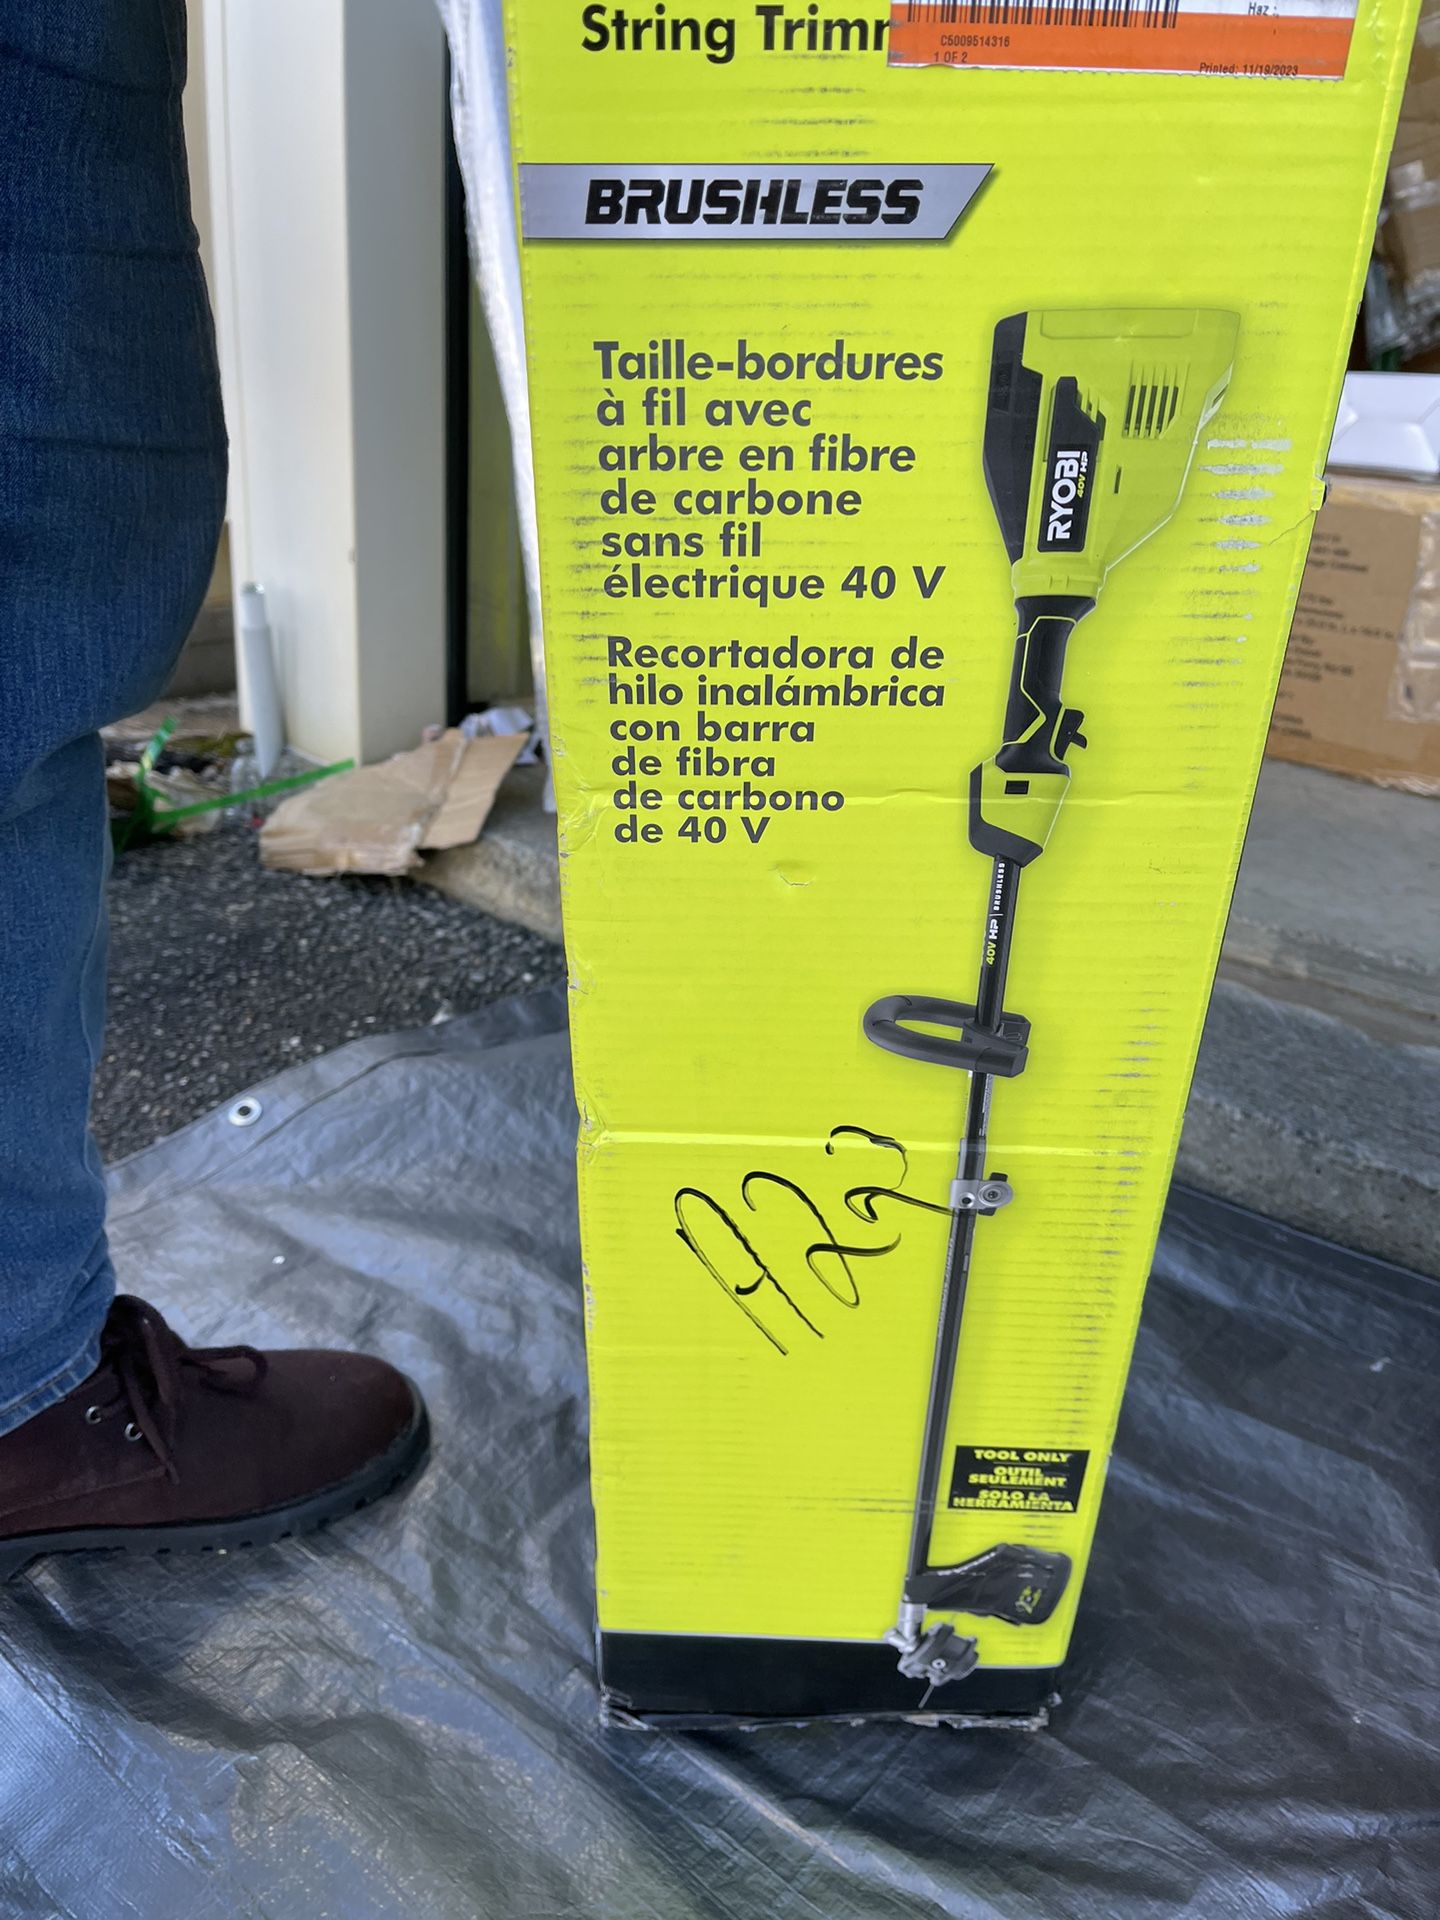 String Trimm
Haz.:
C5009514316
1 OF 2
Printed: 11/19/2023
BRUSHLESS
Taille-bordures
à fil avec
arbre en fibre
de carbone
sans fil
électrique 40 V
Recortadora de
hilo inalámbrica
con barra
de fibra
de carbono
de 40 V
RYOBI
40V HP
40V HP | BRUSHLESS
TOOL ONLY
OUTIL
SEULEMENT
SOLO LA
HERRAMIENTA